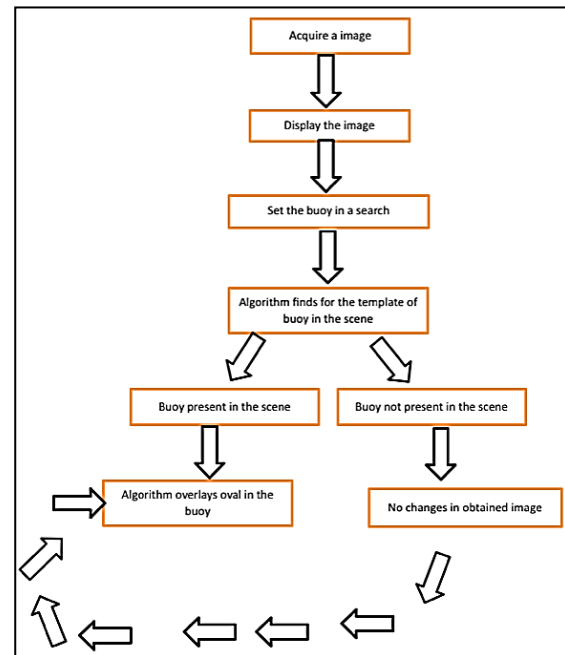 Acquire a image
Display the image
Set the buoy in a search
Algorithm finds for the template of
buoy in the scene
Buoy present in the scene
Buoy not present in the scene
Algorithm overlays oval in the
buoy
No changes in obtained image